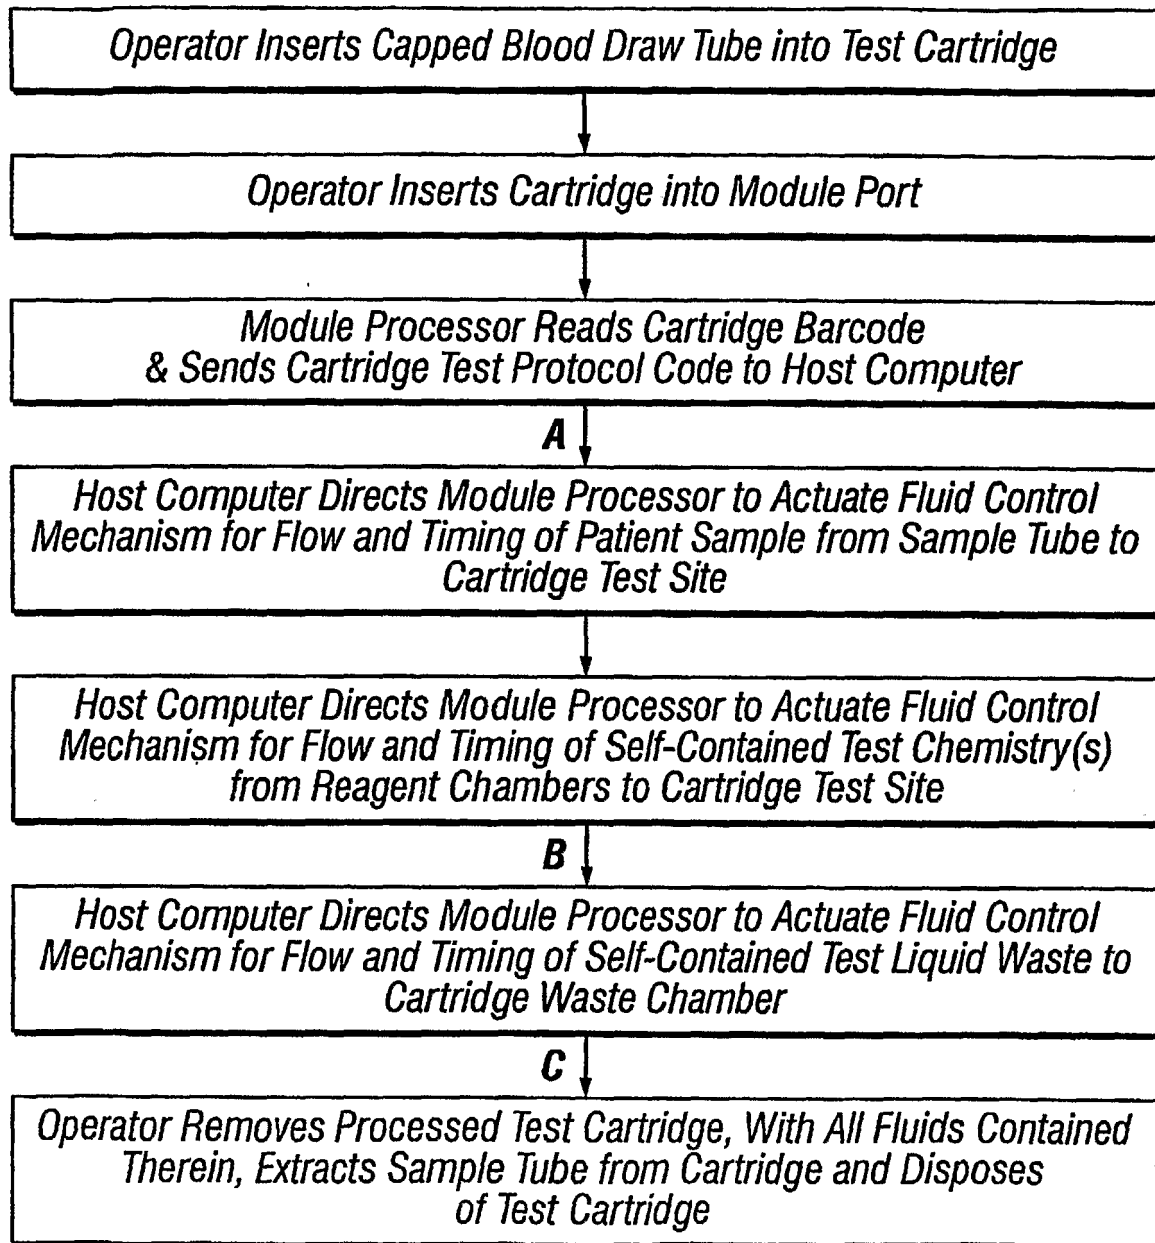 Operator Inserts Capped Blood Draw Tube into Test Cartridge
Operator Inserts Cartridge into Module Port
Module Processor Reads Cartridge Barcode
& Sends Cartridge Test Protocol Code to Host Computer
A
Host Computer Directs Module Processor to Actuate Fluid Control
Mechanism for Flow and Timing of Patient Sample from Sample Tube to
Cartridge Test Site
Host Computer Directs Module Processor to Actuate Fluid Control
Mechanism for Flow and Timing of Self-Contained Test Chemistry(s)
from Reagent Chambers to Cartridge Test Site
B
Host Computer Directs Module Processor to Actuate Fluid Control
Mechanism for Flow and Timing of Self-Contained Test Liquid Waste to
Cartridge Waste Chamber
C
Operator Removes Processed Test Cartridge, With All Fluids Contained
Therein, Extracts Sample Tube from Cartridge and Disposes
of Test Cartridge